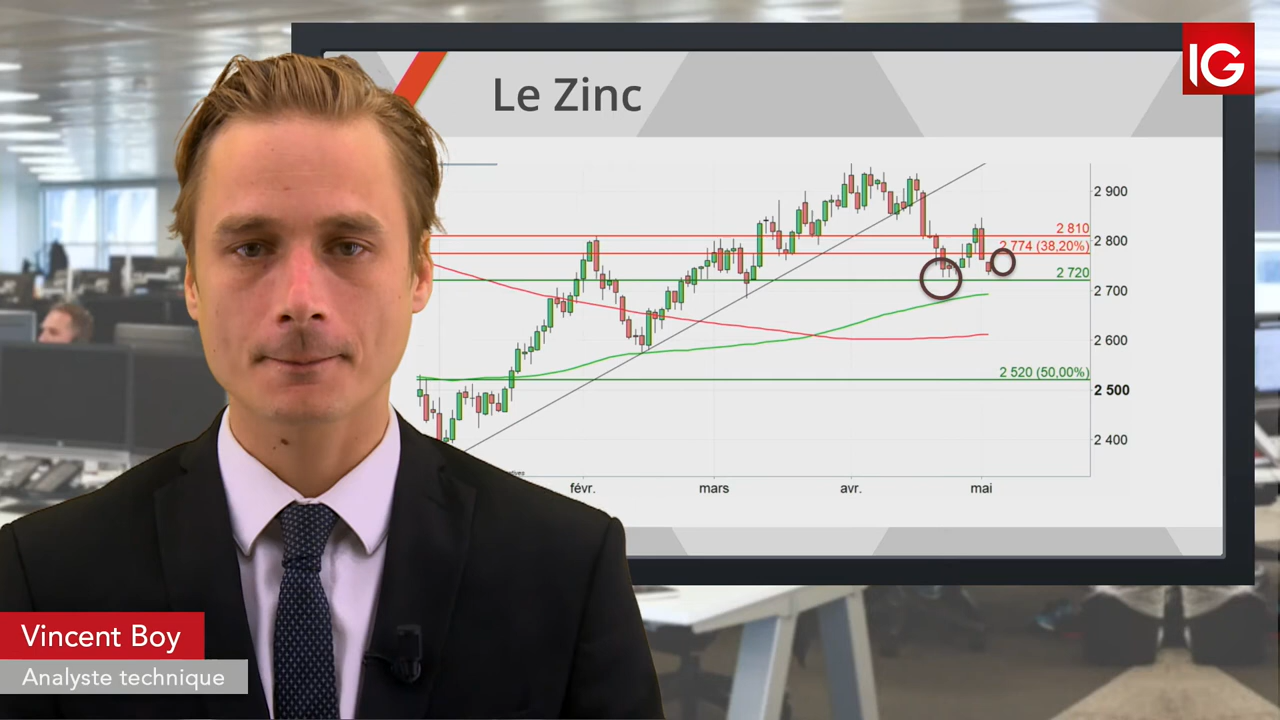 IG
Le Zinc
2 900
2 810
2 800
2 774 (38,20%)
2 720
2 700
2 600
2 520 (50,00%)
2 500
2 400
févr.
mars
avr.
mai
Vincent Boy
Analyste technique